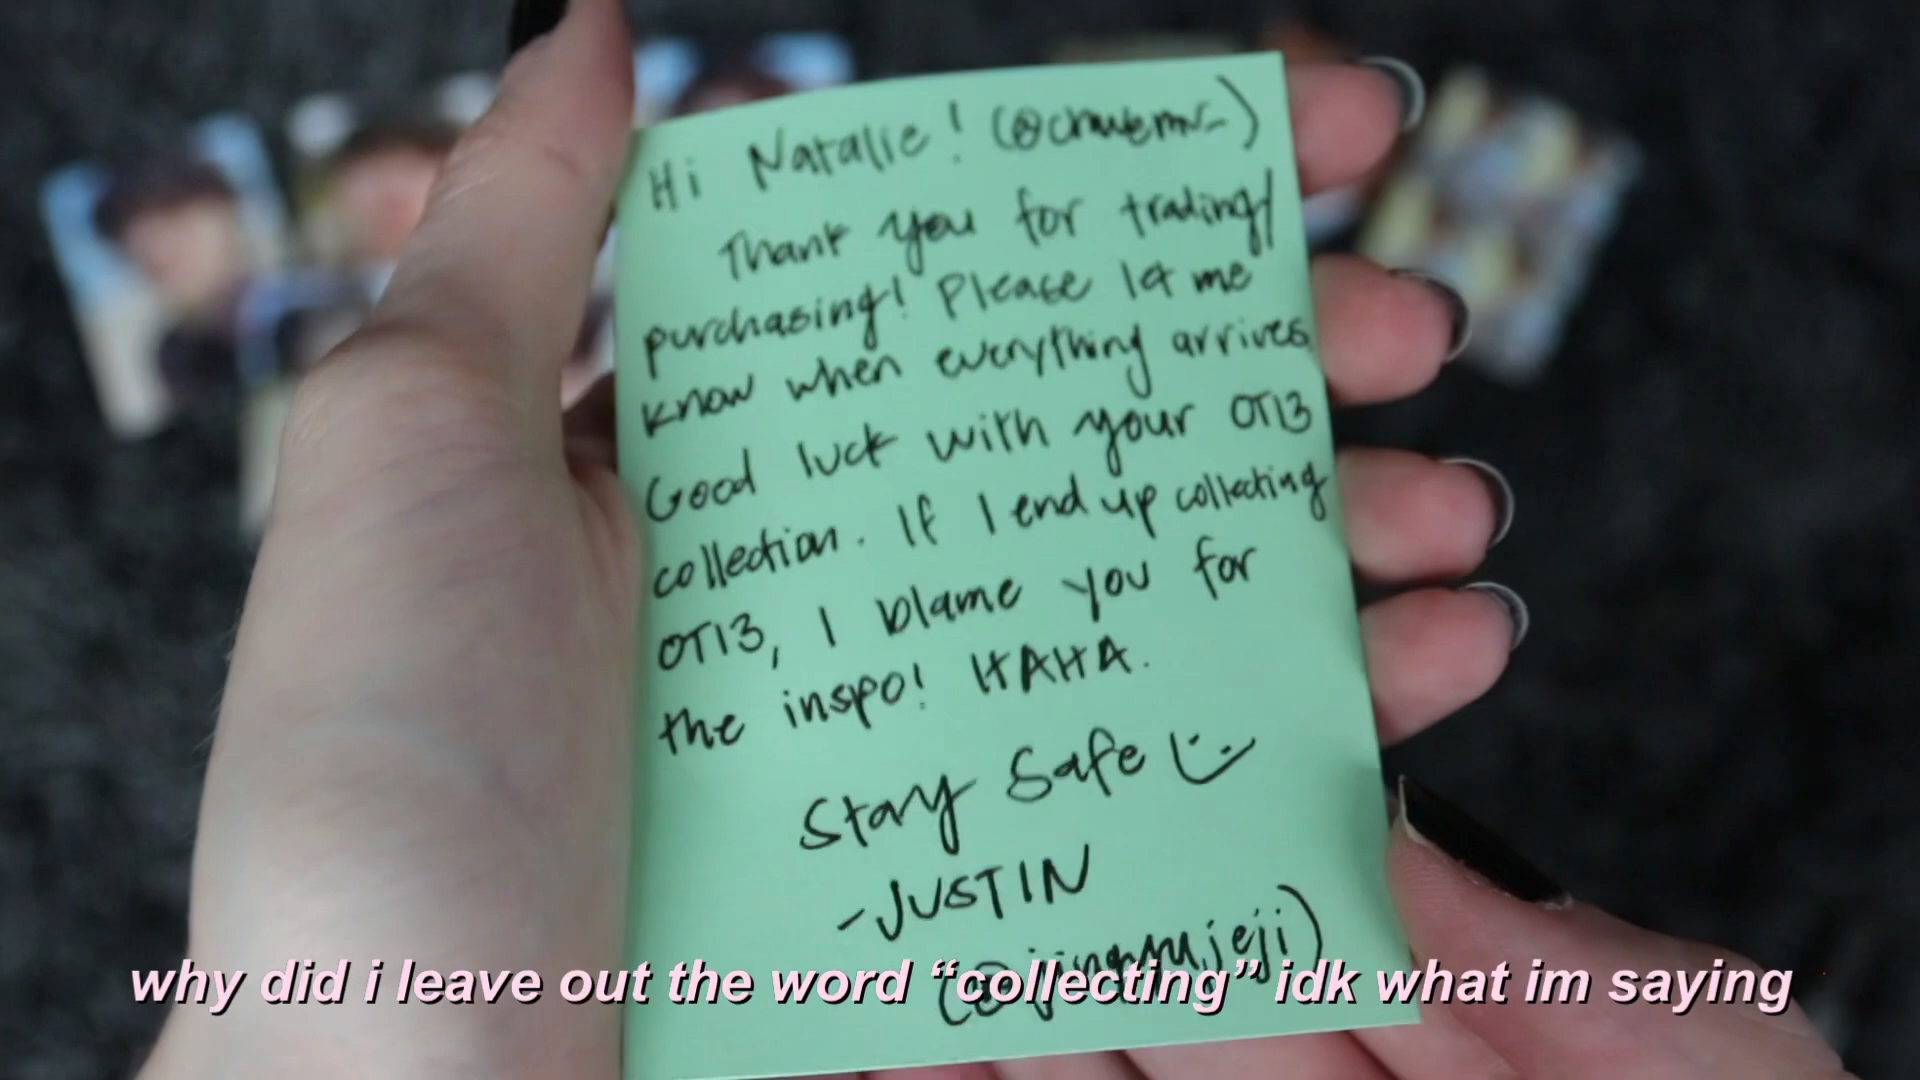 Hi Natalie!
Thank you for trading/
purchasing! Please let me
know when everything arrives
Good luck with your OT13
collection. If I end up collecting
OT13, I blame you for
the inspo! HAHA.
Stay Safe
-JUSTIN
why did i leave out the word “collecting” idk what im saying